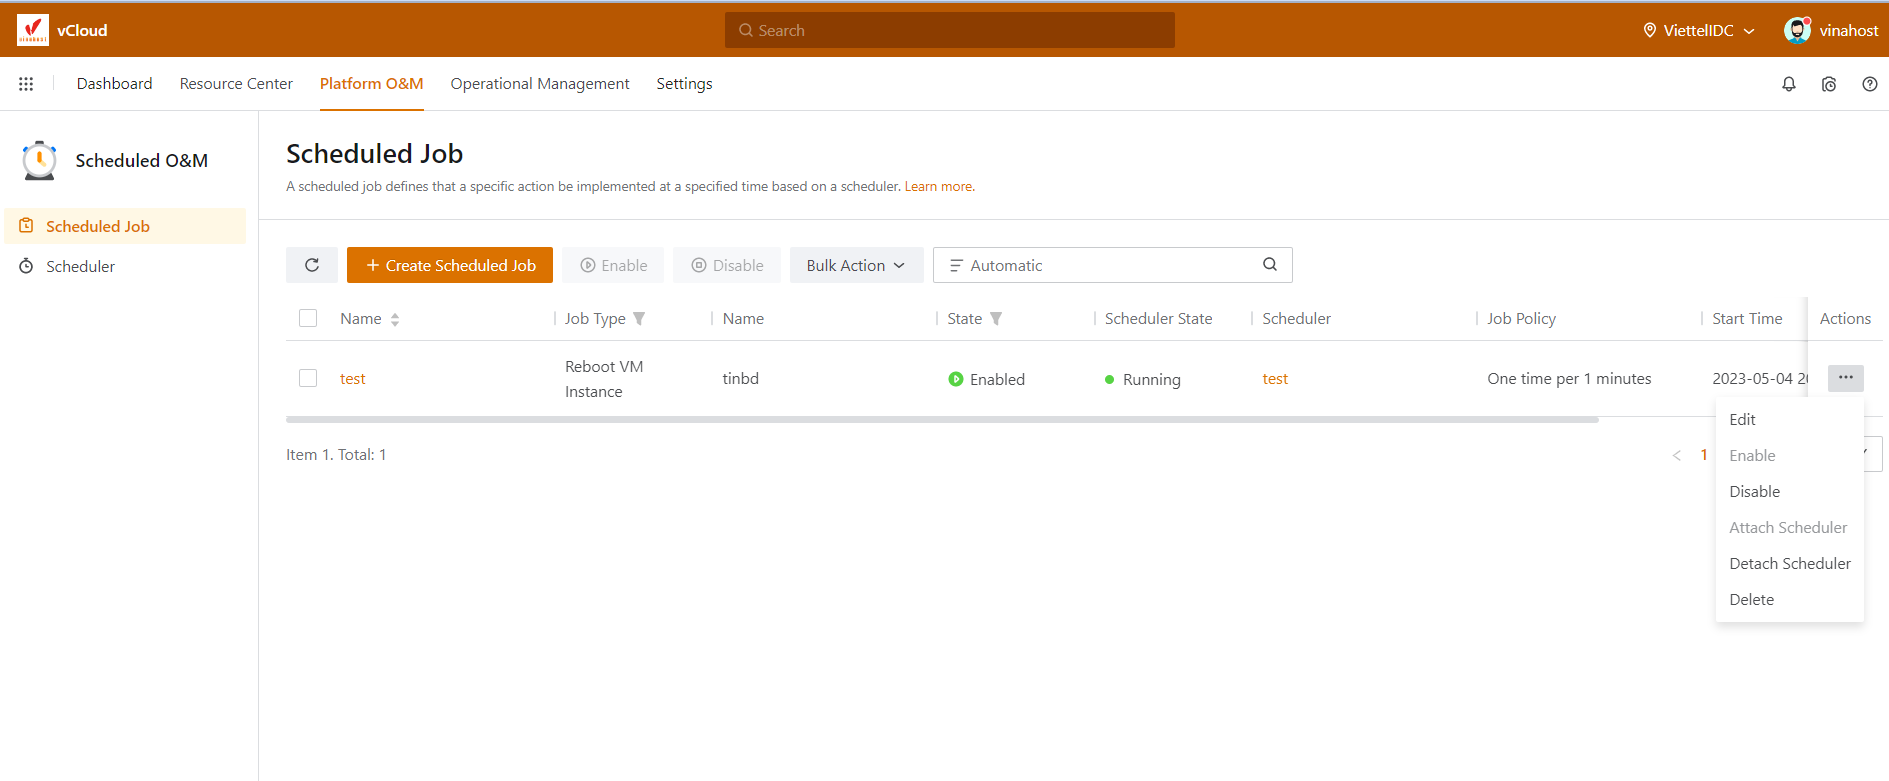 vCloud
Search
ViettelIDC
vinahost
Dashboard
Resource Center
Platform O&M
Operational Management
Settings
Scheduled O&M
Scheduled Job
Scheduler
Scheduled Job
A scheduled job defines that a specific action be implemented at a specified time based on a scheduler. Learn more.
+ Create Scheduled Job
Enable
Disable
Bulk Action
Automatic
Name
Job Type
Name
State
Scheduler State
Scheduler
Job Policy
Start Time
Actions
test
Reboot VM
Instance
tinbd
Enabled
Running
test
One time per 1 minutes
2023-05-04 20
Item 1. Total: 1
< 1
Edit
Enable
Disable
Attach Scheduler
Detach Scheduler
Delete